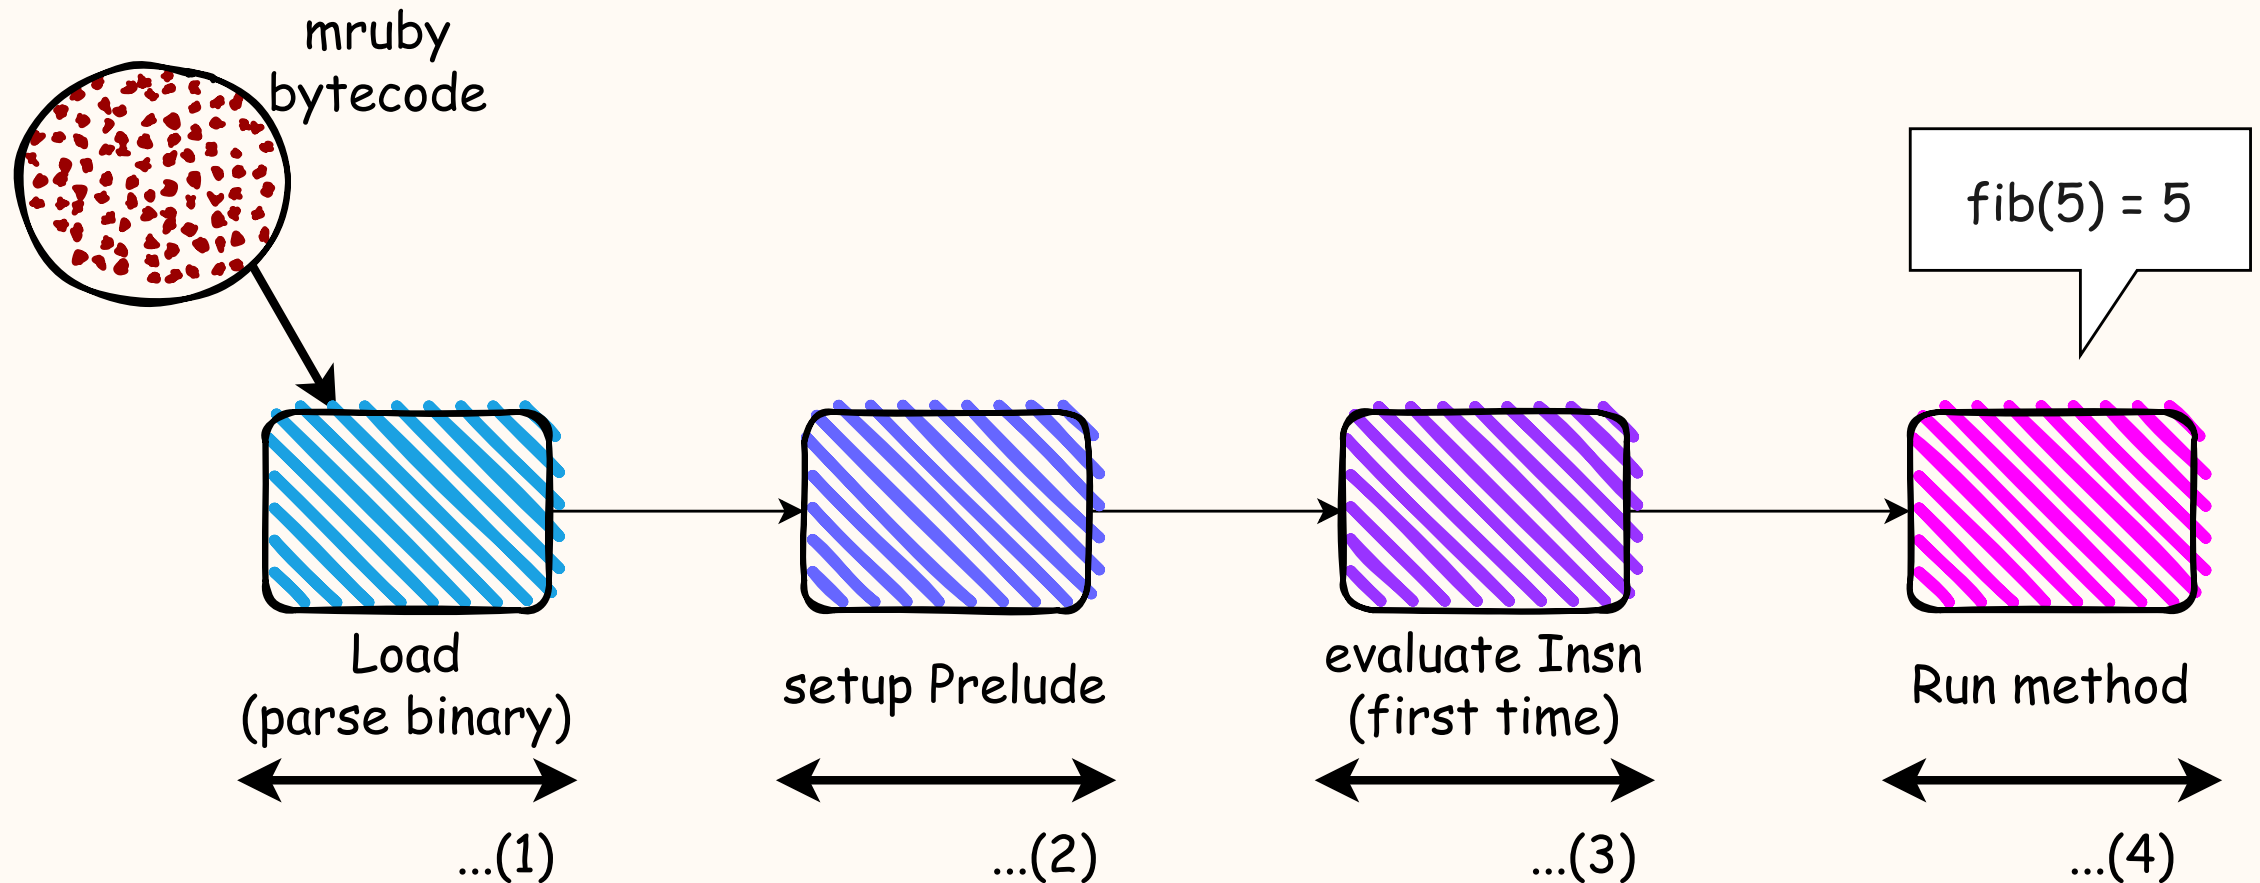 mruby
bytecode
fib(5) = 5
Load
(parse binary)
setup Prelude
evaluate Insn
(first time)
Run method
...(1)
...(2)
...(3)
...(4)